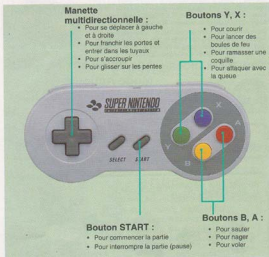 Manette
multidirectionnelle :
• Pour se déplacer à gauche
et à droite
• Pour franchir les portes et
entrer dans les tuyaux
• Pour s'accroupir
• Pour glisser sur les pentes
Boutons Y, X :
• Pour courir
• Pour lancer des
boules de feu
• Pour ramasser une
coquille
• Pour attaquer avec
la queue
SUPER NINTENDO
ENTERTAINMENT SYSTEM
SELECT START
X
Y
A
B
Bouton START :
• Pour commencer la partie
• Pour interrompre la partie (pause)
Boutons B, A :
• Pour sauter
• Pour nager
• Pour voler